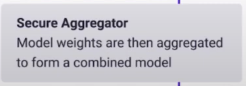 Secure Aggregator
Model weights are then aggregated
to form a combined model